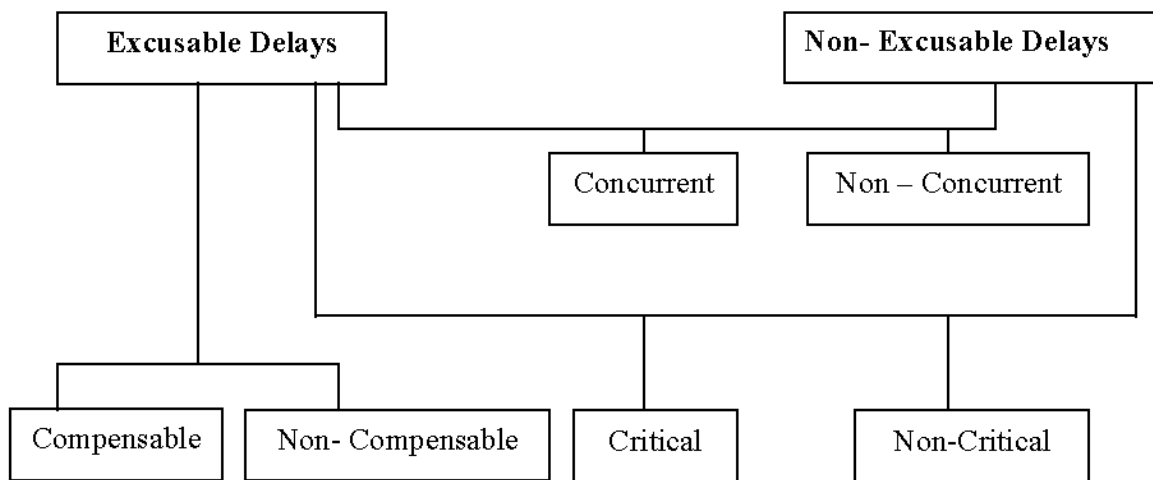 Excusable Delays
Non- Excusable Delays
Concurrent
Non – Concurrent
Compensable
Non- Compensable
Critical
Non-Critical